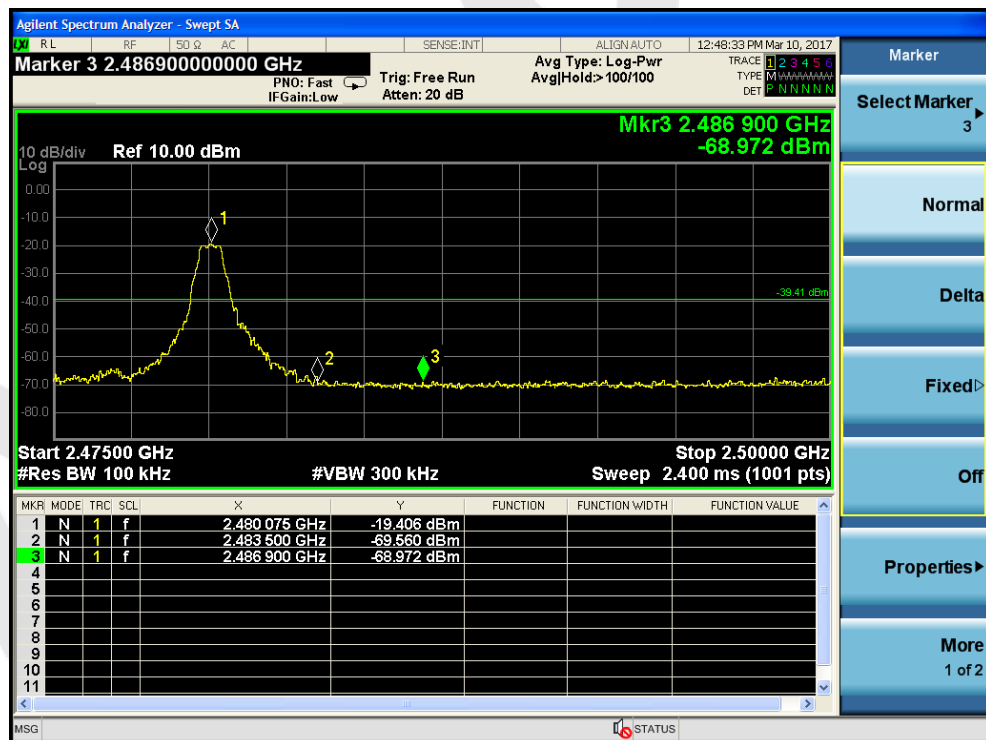 Agilent Spectrum Analyzer - Swept SA
LXI RL RF 50 Ω AC SENSE:INT ALIGN AUTO 12:48:33 PM Mar 10, 2017
Marker 3 2.486900000000 GHz
PNO: Fast
IFGain:Low
Trig: Free Run
Atten: 20 dB
Avg Type: Log-Pwr
Avg|Hold:>100/100
TRACE 1 2 3 4 5 6
TYPE M
DET P N N N N N
Mkr3 2.486 900 GHz
-68.972 dBm
10 dB/div Ref 10.00 dBm
Log
0.00
-10.0
-20.0
-30.0
-40.0
-50.0
-60.0
-70.0
-80.0
1
2
3
-39.41 dBm
Start 2.47500 GHz Stop 2.50000 GHz
#Res BW 100 kHz #VBW 300 kHz Sweep 2.400 ms (1001 pts)
MKR MODE TRC SCL X Y FUNCTION FUNCTION WIDTH FUNCTION VALUE
1 N 1 f 2.480 075 GHz -19.406 dBm
2 N 1 f 2.483 500 GHz -69.560 dBm
3 N 1 f 2.486 900 GHz -68.972 dBm
4
5
6
7
8
9
10
11
MSG STATUS
Marker
Select Marker
3
Normal
Delta
Fixed
Off
Properties
More
1 of 2